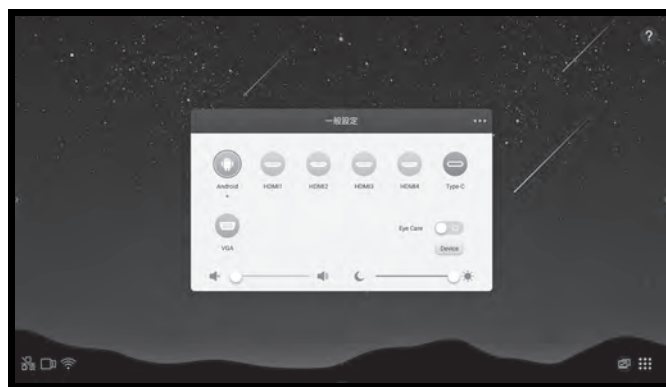 ?
一般設定
Android HDMI1 HDMI2 HDMI3 HDMI4 Type-C
VGA Eye Care
Device